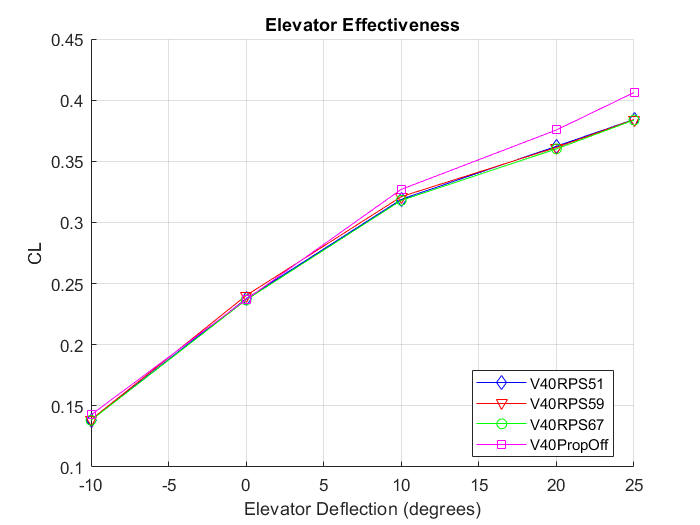 Elevator Effectiveness
0.45
0.4
0.35
0.3
0.25
0.2
0.15
0.1
CL
V40RPS51
V40RPS59
V40RPS67
V40PropOff
-10 -5 0 5 10 15 20 25
Elevator Deflection (degrees)